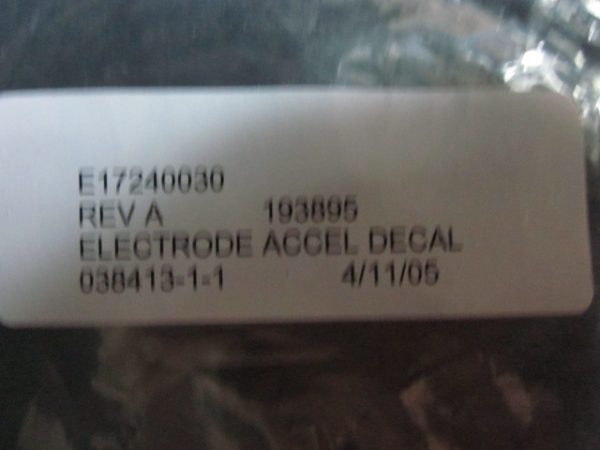 E17240030
REV A 193895
ELECTRODE ACCEL DECAL
038413-1-1 4/11/05